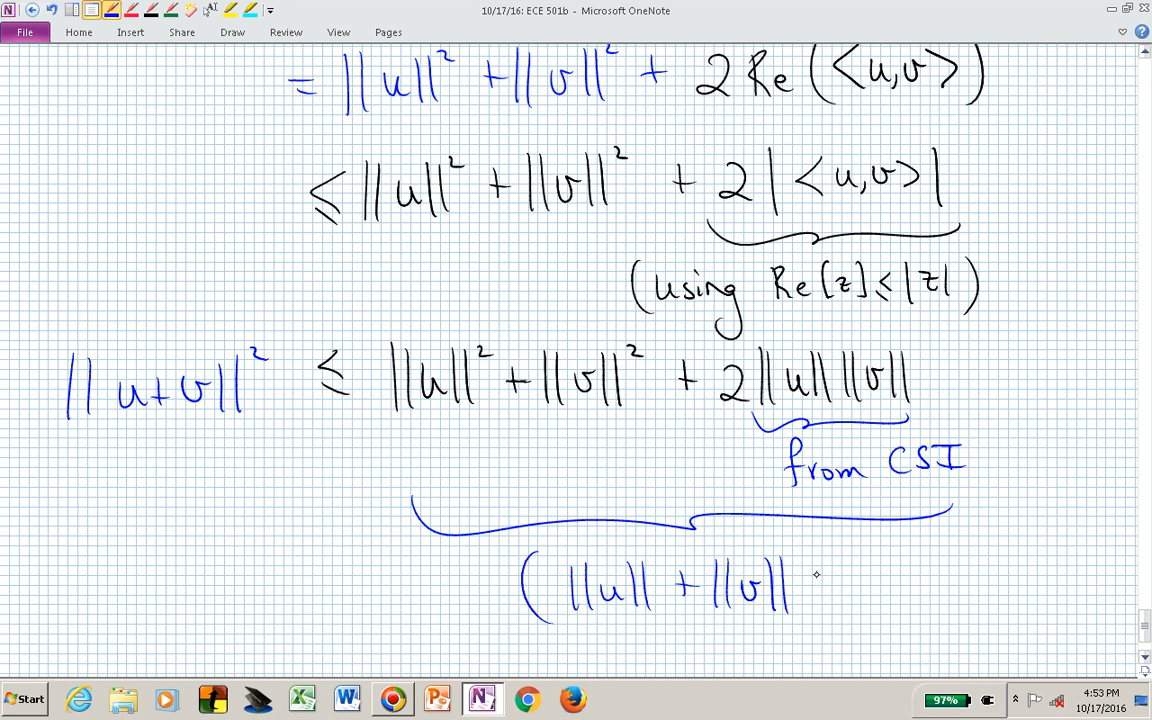 10/17/16: ECE 501b - Microsoft OneNote
File Home Insert Share Draw Review View Pages
= ||u||² + ||v||² + 2 Re (<u,v>)
≤ ||u||² + ||v||² + 2 |<u,v>|
(using Re[z] ≤ |z|)
||u+v||² ≤ ||u||² + ||v||² + 2||u|| ||v||
from CSI
( ||u|| + ||v||
Start
97%
4:53 PM
10/17/2016